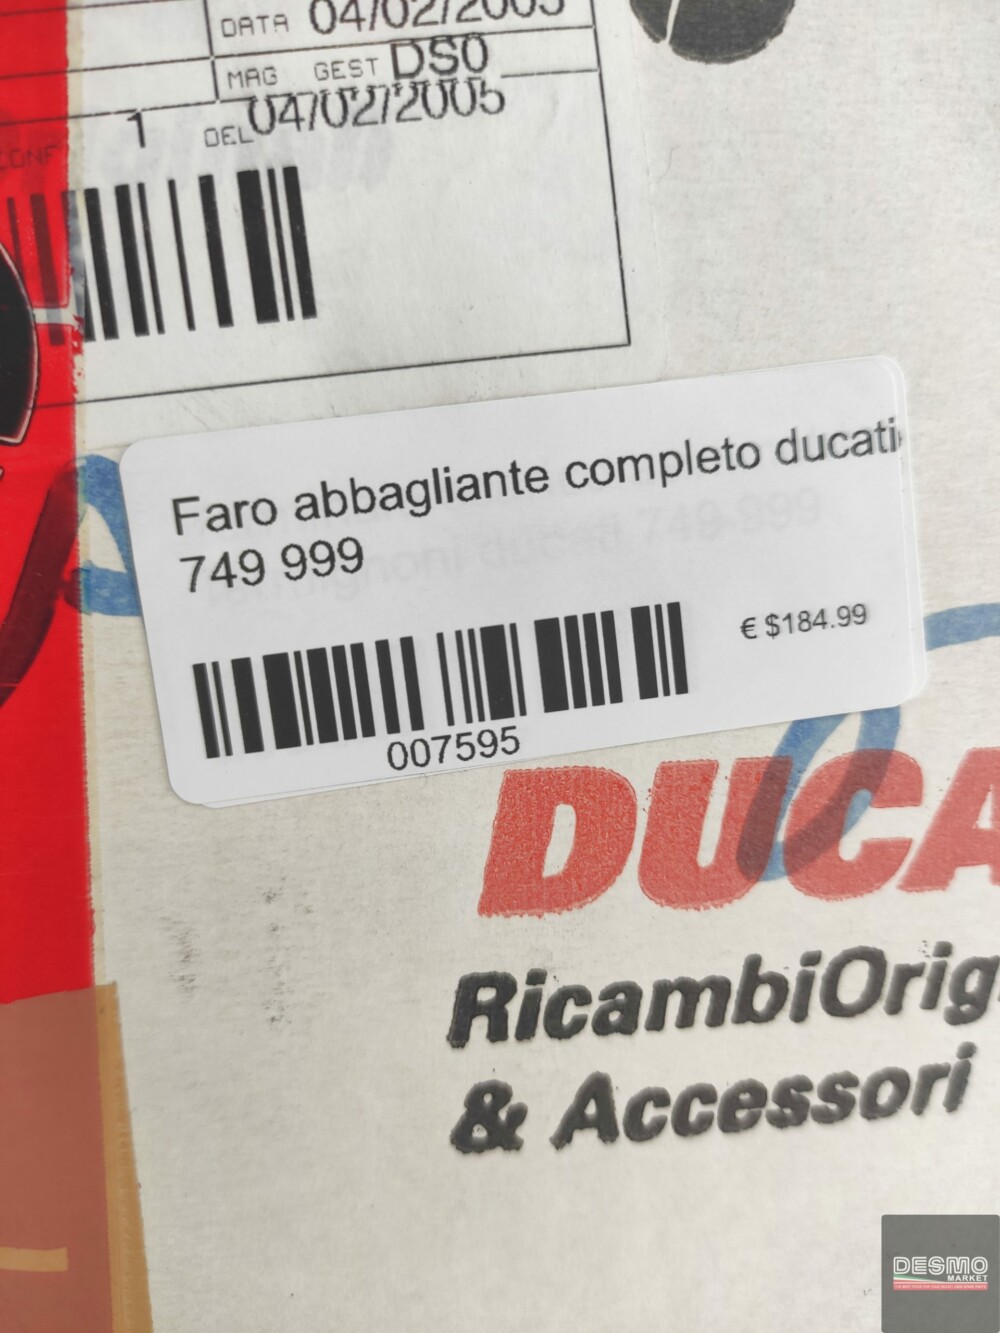 DATA 04/02/2005
MAG GEST DS0
1 DEL 04/02/2005
CONF
Faro abbagliante completo ducati
749 999
€ $184.99
007595
DUCA
RicambiOrig
& Accessori
DESMO
MARKET